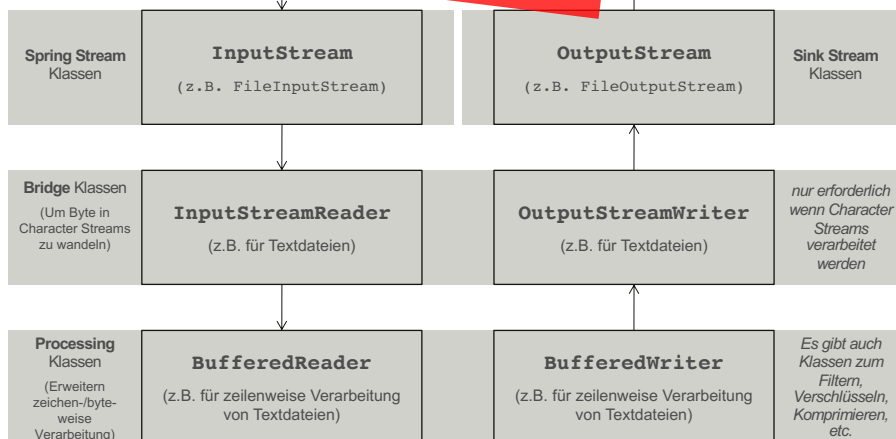 Spring Stream
Klassen
InputStream
(z.B. FileInputStream)
OutputStream
(z.B. FileOutputStream)
Sink Stream
Klassen
Bridge Klassen
(Um Byte in
Character Streams
zu wandeln)
InputStreamReader
(z.B. für Textdateien)
OutputStreamWriter
(z.B. für Textdateien)
nur erforderlich
wenn Character
Streams
verarbeitet
werden
Processing
Klassen
(Erweitern
zeichen-/byte-
weise
Verarbeitung)
BufferedReader
(z.B. für zeilenweise Verarbeitung
von Textdateien)
BufferedWriter
(z.B. für zeilenweise Verarbeitung
von Textdateien)
Es gibt auch
Klassen zum
Filtern,
Verschlüsseln,
Komprimieren,
etc.